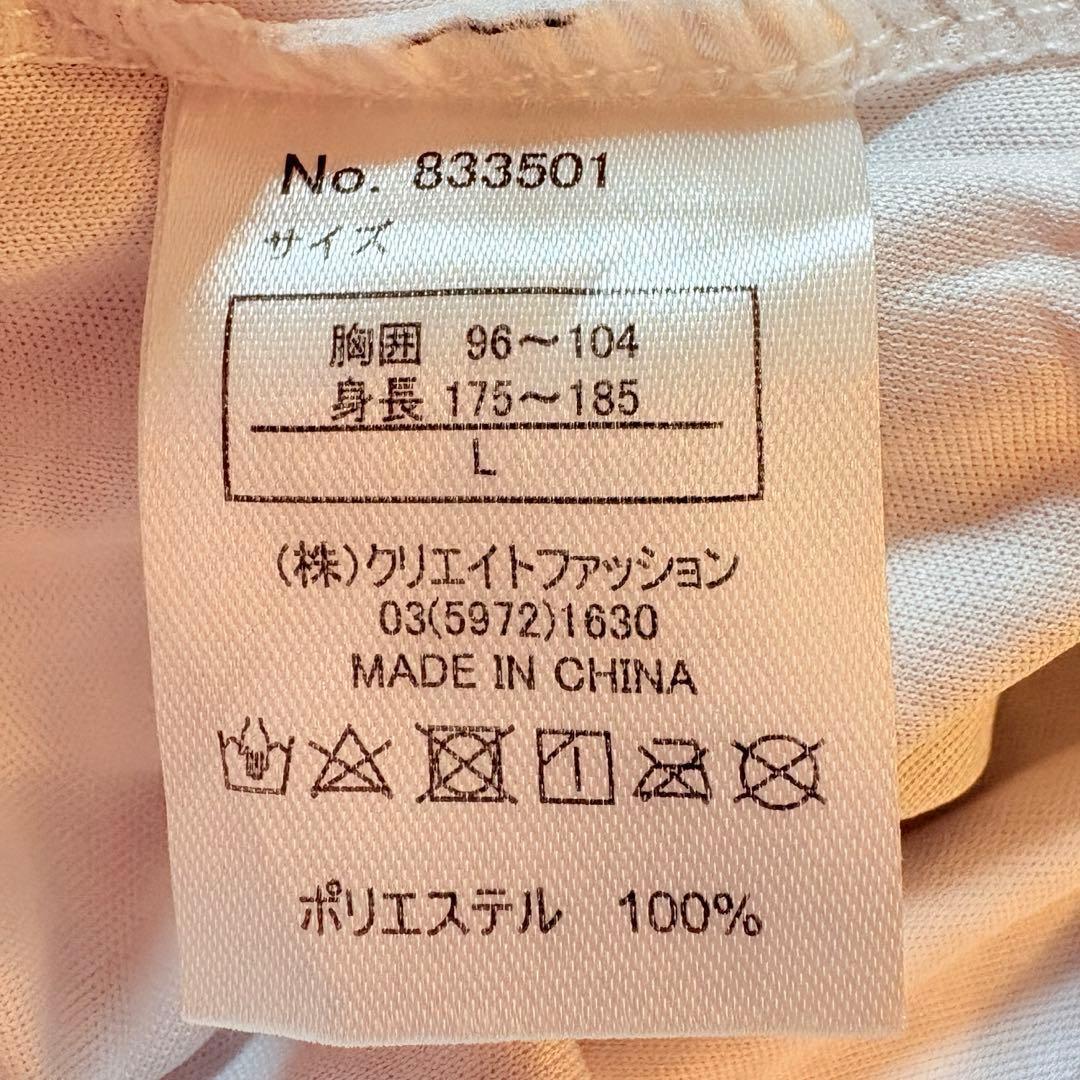 No. 833501
サイズ
胸囲 96～104
身長 175～185
L
(株)クリエイトファッション
03(5972)1630
MADE IN CHINA
ポリエステル 100%